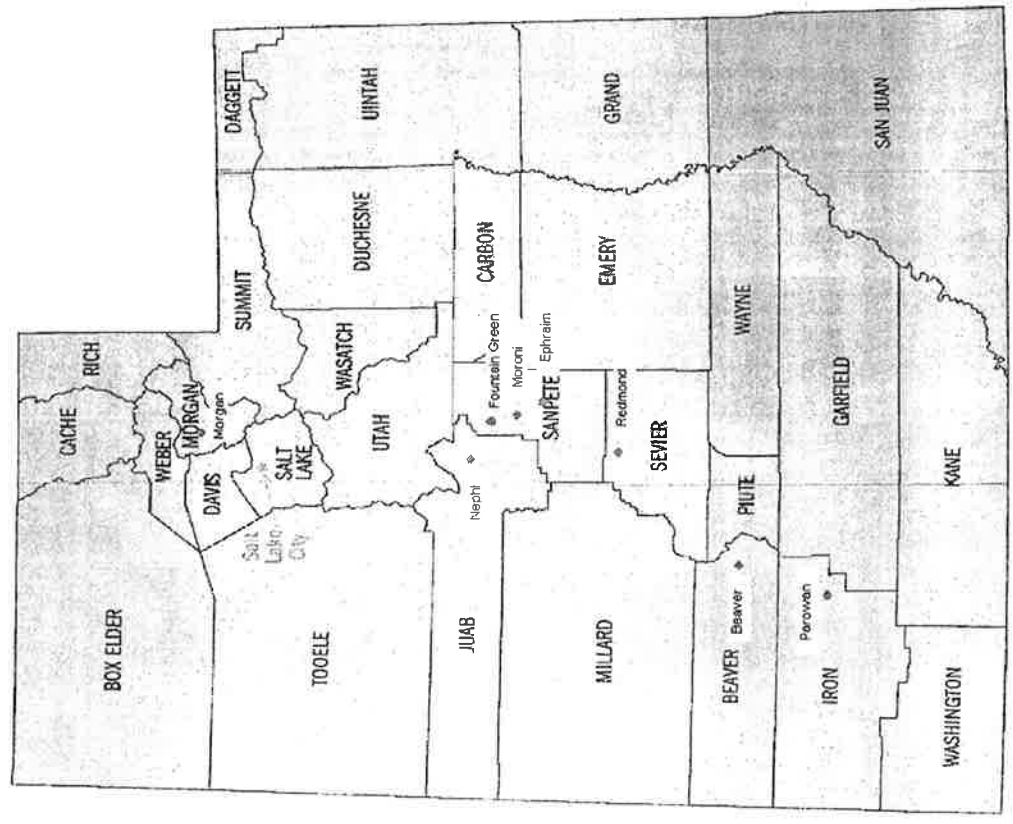 CACHE
RICH
BOX ELDER
WEBER
MORGAN
Morgan
DAVIS
SUMMIT
DAGGETT
SALT
LAKE
Salt
Lake
City
TOOELE
WASATCH
DUCHESNE
UINTAH
UTAH
JUAB
Nephi
CARBON
Fountain Green
Moroni
Ephraim
SANPETE
EMERY
GRAND
MILLARD
Redmond
SEVIER
BEAVER
Beaver
PIUTE
WAYNE
IRON
Parowan
GARFIELD
SAN JUAN
WASHINGTON
KANE